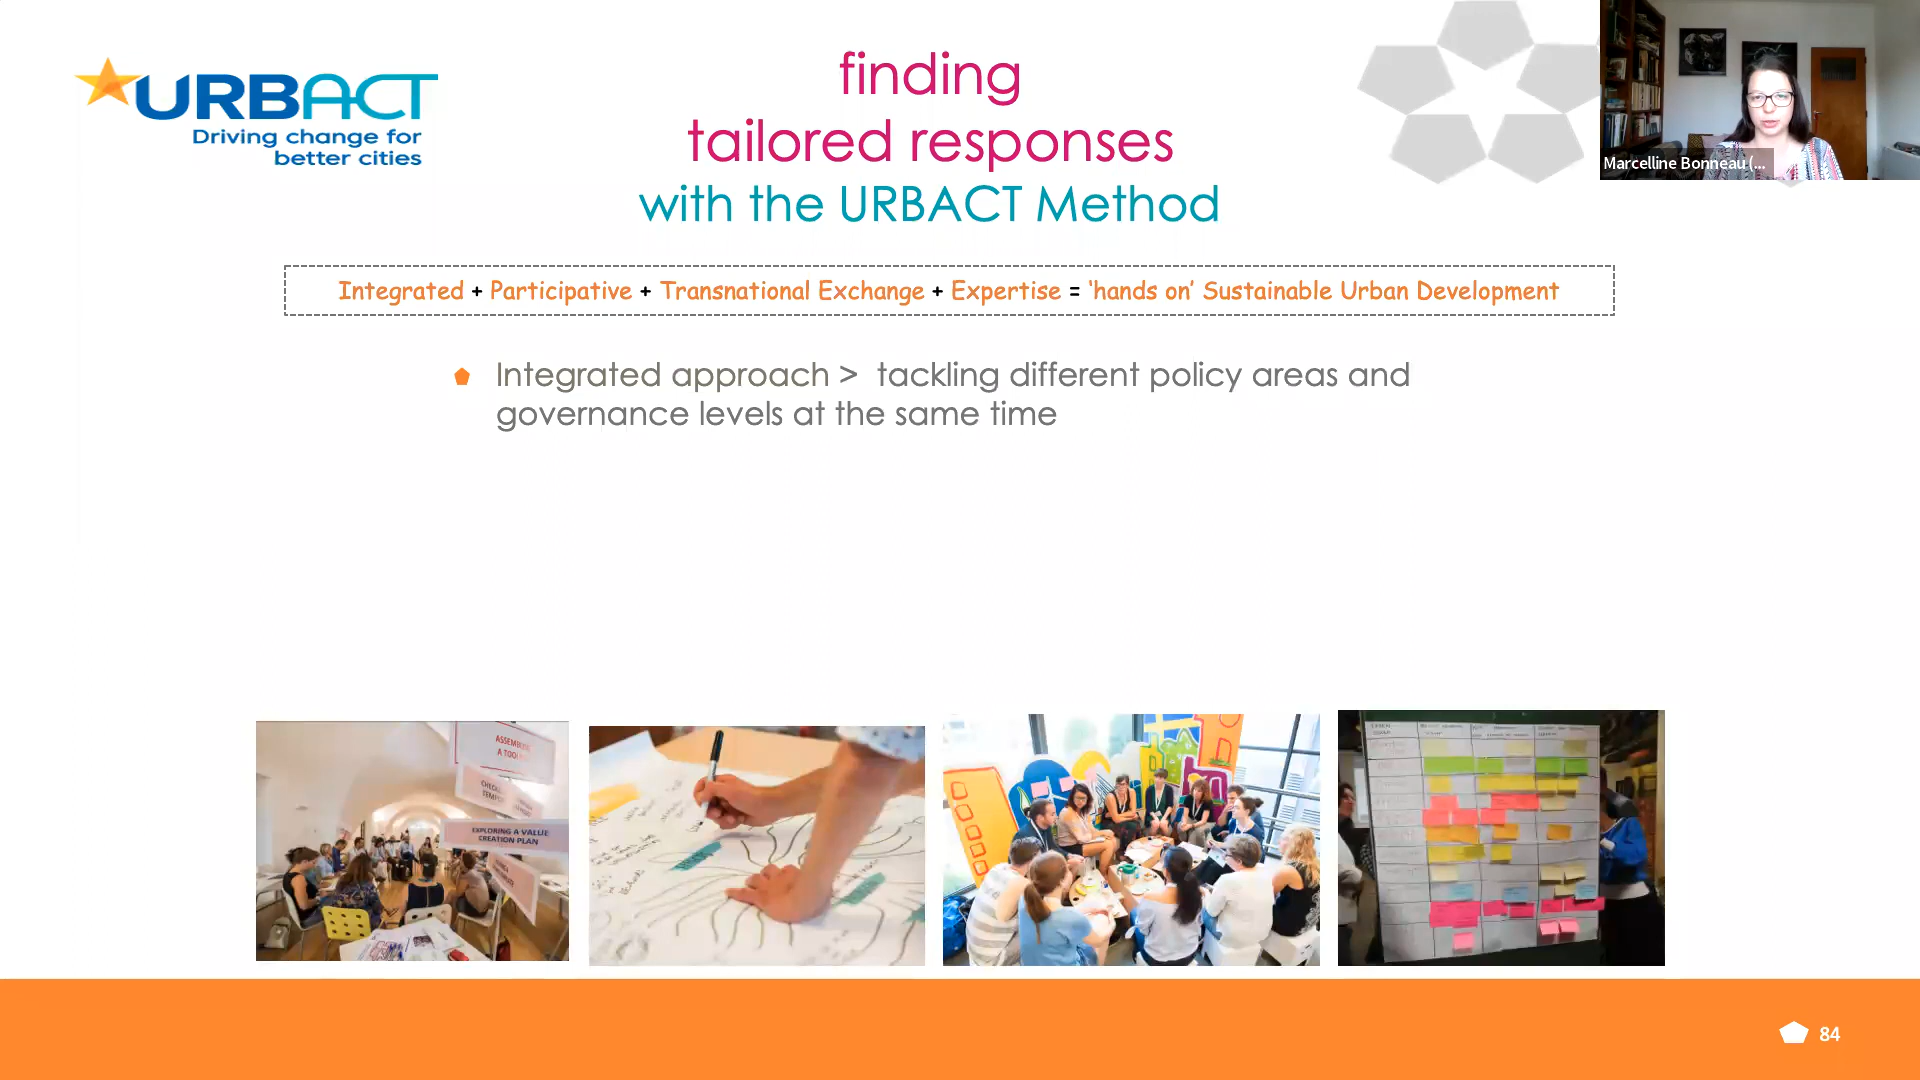 URBACT
Driving change for
better cities
finding
tailored responses
with the URBACT Method
Marcelline Bonneau (...
Integrated + Participative + Transnational Exchange + Expertise = ‘hands on’ Sustainable Urban Development
Integrated approach > tackling different policy areas and
governance levels at the same time
EXPLORING A VALUE
CREATION PLAN
84